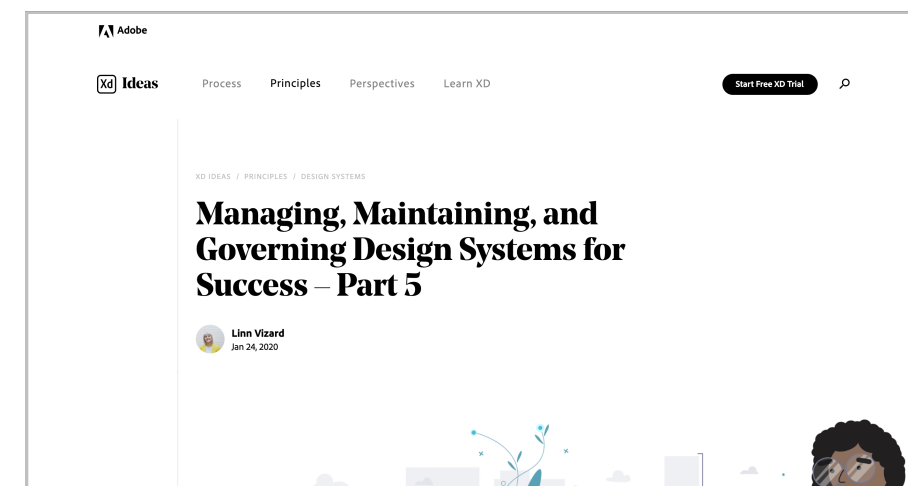 Adobe
Xd Ideas Process Principles Perspectives Learn XD Start Free XD Trial
XD IDEAS / PRINCIPLES / DESIGN SYSTEMS
Managing, Maintaining, and
Governing Design Systems for
Success – Part 5
Linn Vizard
Jan 24, 2020